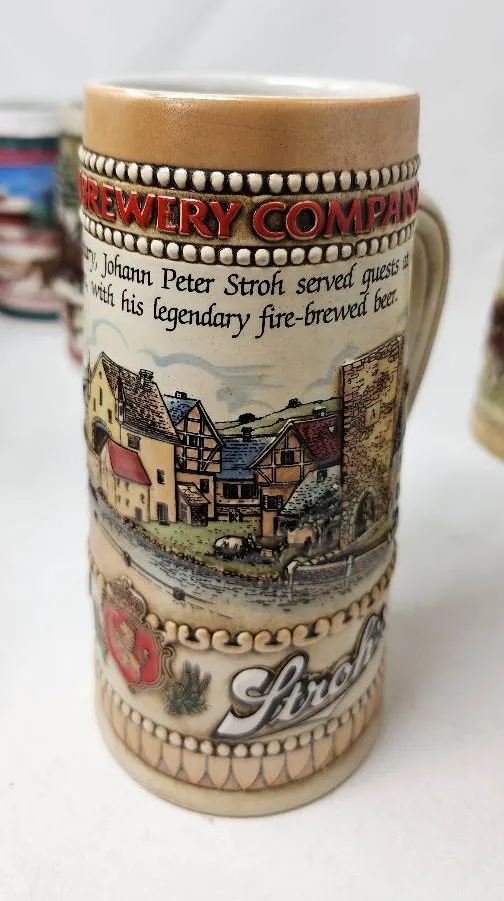 BREWERY COMPAN
Johann Peter Stroh served guests
with his legendary fire-brewed beer.
Stroh's